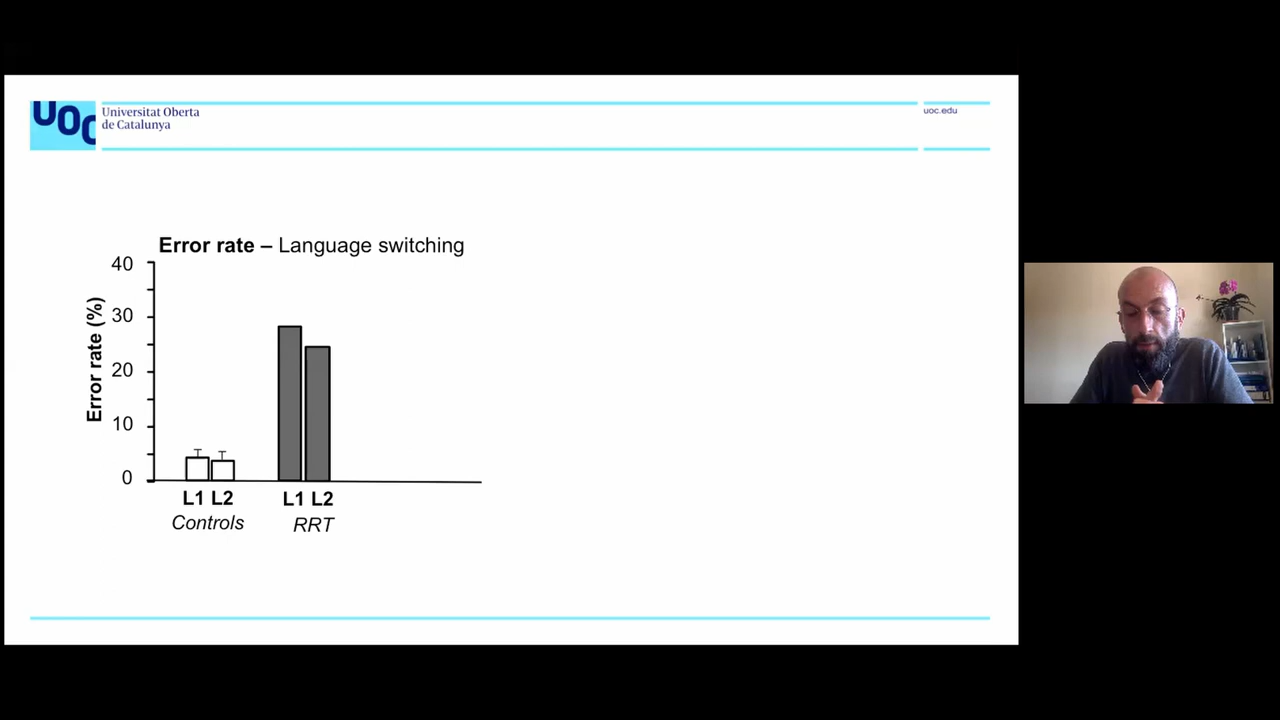 UOC
Universitat Oberta
de Catalunya
uoc.edu
Error rate – Language switching
Error rate (%)
40
30
20
10
0
L1 L2
L1 L2
Controls
RRT